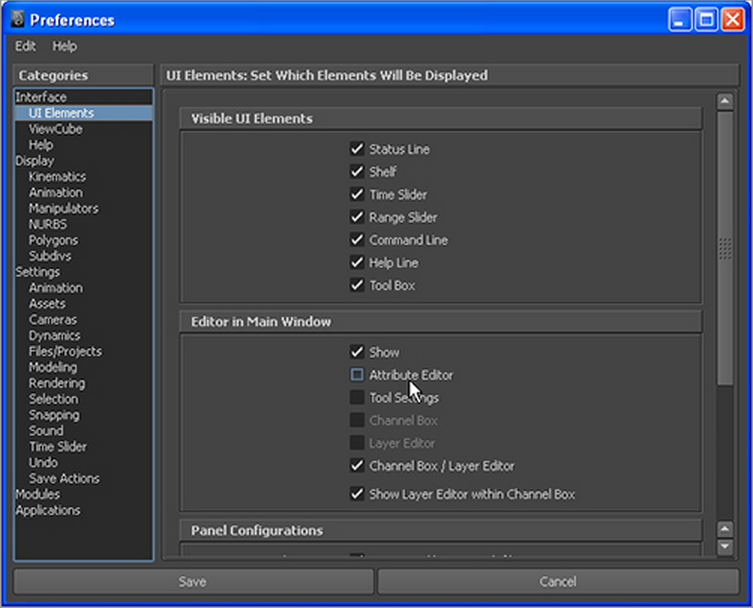 Preferences
Edit Help
Categories
Interface
UI Elements
ViewCube
Help
Display
Kinematics
Animation
Manipulators
NURBS
Polygons
Subdivs
Settings
Animation
Assets
Cameras
Dynamics
Files/Projects
Modeling
Rendering
Selection
Snapping
Sound
Time Slider
Undo
Save Actions
Modules
Applications
UI Elements: Set Which Elements Will Be Displayed
Visible UI Elements
Status Line
Shelf
Time Slider
Range Slider
Command Line
Help Line
Tool Box
Editor in Main Window
Show
Attribute Editor
Tool Settings
Channel Box
Layer Editor
Channel Box / Layer Editor
Show Layer Editor within Channel Box
Panel Configurations
Save
Cancel